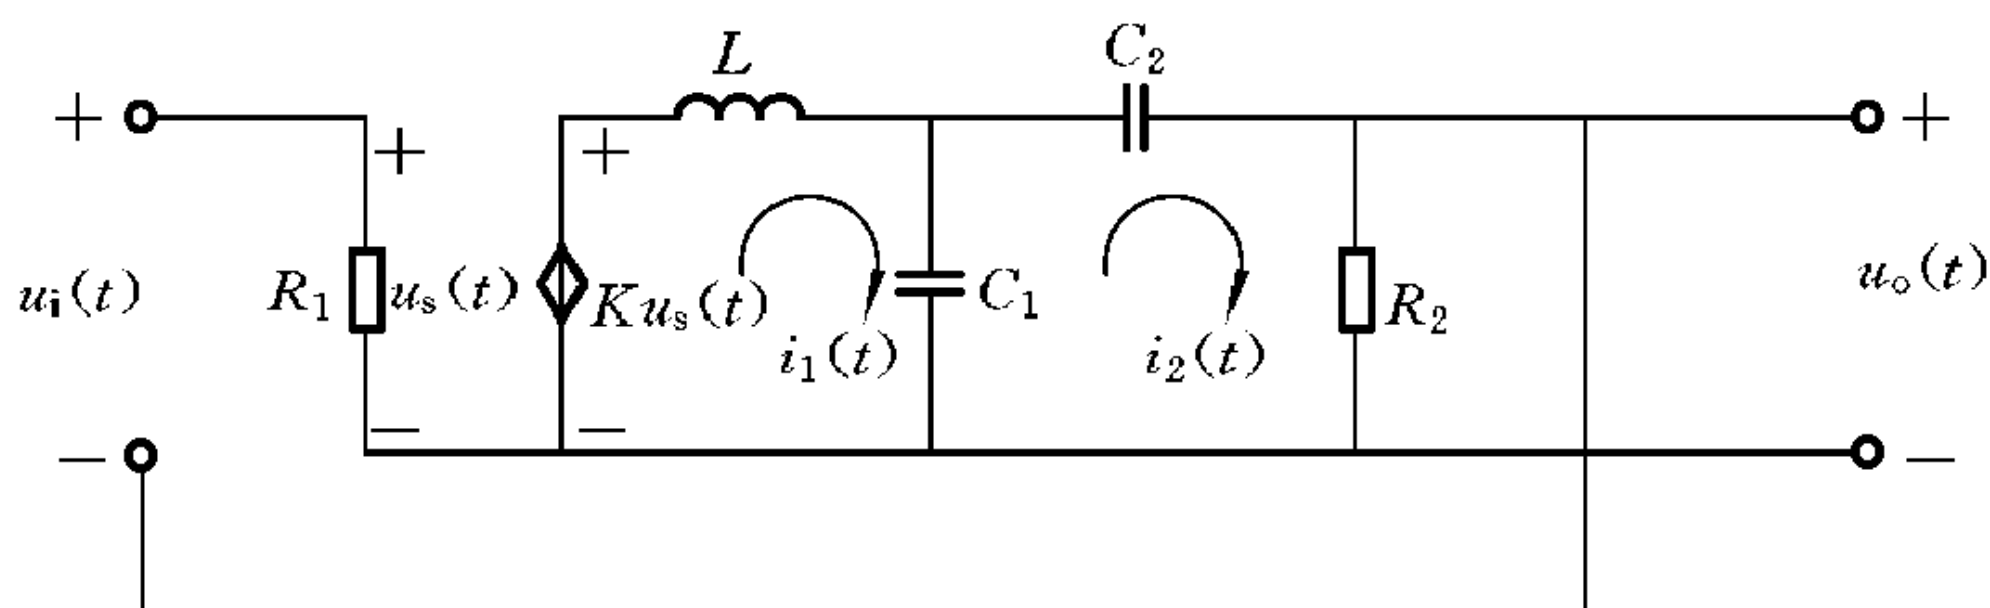 L
C₂
+
+
+
+
uᵢ(t)
R₁
uₛ(t)
Kuₛ(t)
i₁(t)
C₁
i₂(t)
R₂
uₒ(t)
−
−
−
−